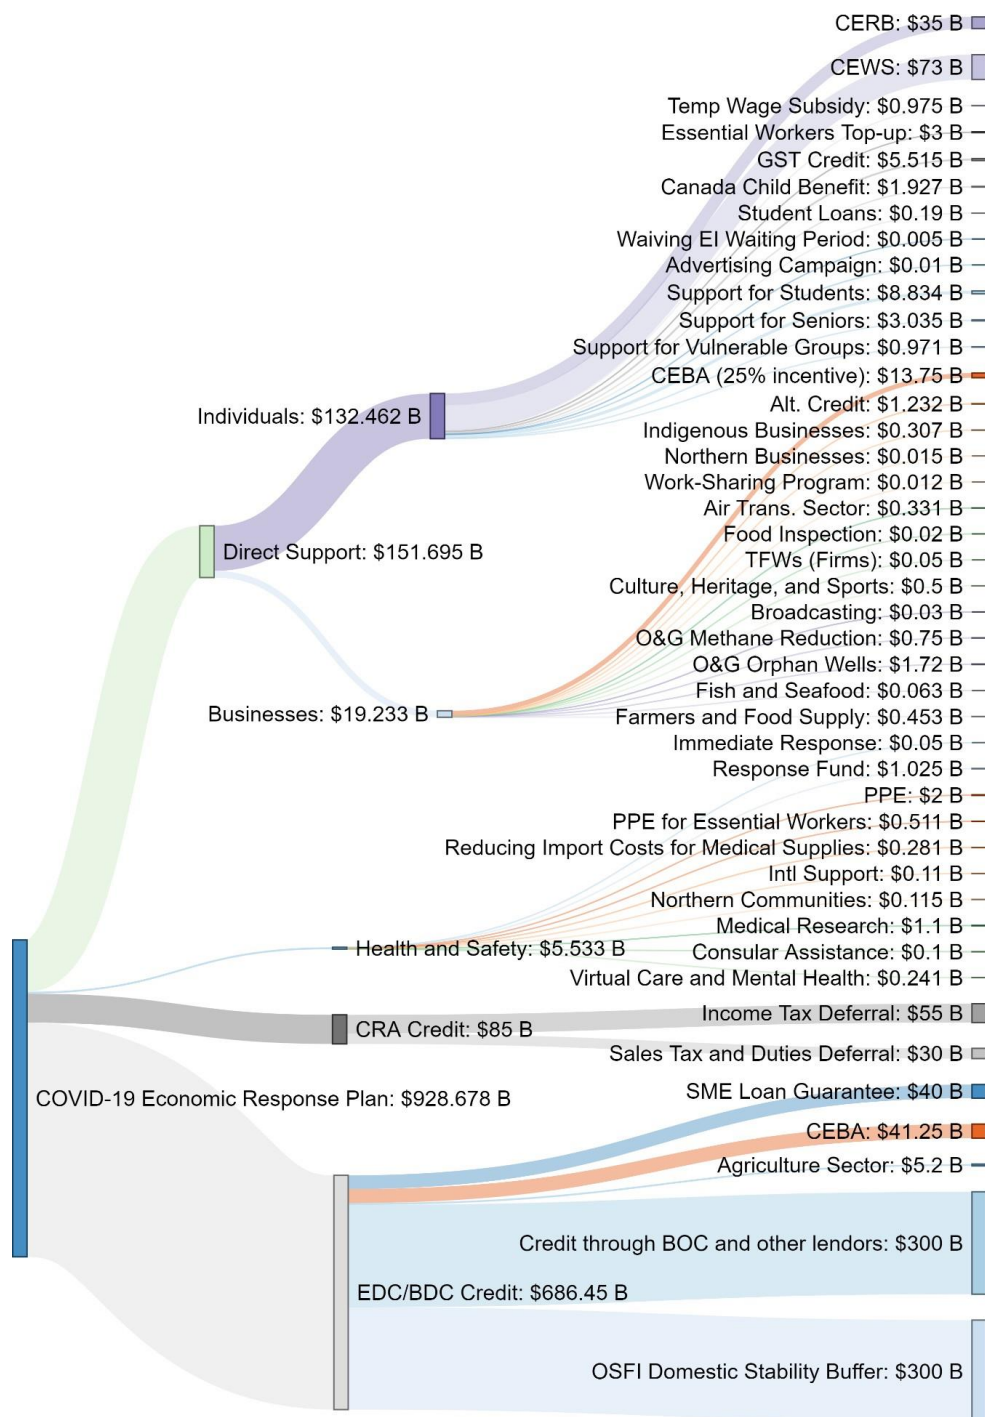 CERB: $35 B
CEWS: $73 B
Temp Wage Subsidy: $0.975 B
Essential Workers Top-up: $3 B
GST Credit: $5.515 B
Canada Child Benefit: $1.927 B
Student Loans: $0.19 B
Waiving EI Waiting Period: $0.005 B
Advertising Campaign: $0.01 B
Support for Students: $8.834 B
Support for Seniors: $3.035 B
Support for Vulnerable Groups: $0.971 B
CEBA (25% incentive): $13.75 B
Alt. Credit: $1.232 B
Individuals: $132.462 B
Indigenous Businesses: $0.307 B
Northern Businesses: $0.015 B
Work-Sharing Program: $0.012 B
Air Trans. Sector: $0.331 B
Food Inspection: $0.02 B
Direct Support: $151.695 B
TFWs (Firms): $0.05 B
Culture, Heritage, and Sports: $0.5 B
Broadcasting: $0.03 B
O&G Methane Reduction: $0.75 B
O&G Orphan Wells: $1.72 B
Fish and Seafood: $0.063 B
Businesses: $19.233 B
Farmers and Food Supply: $0.453 B
Immediate Response: $0.05 B
Response Fund: $1.025 B
PPE: $2 B
PPE for Essential Workers: $0.511 B
Reducing Import Costs for Medical Supplies: $0.281 B
Intl Support: $0.11 B
Northern Communities: $0.115 B
Medical Research: $1.1 B
Health and Safety: $5.533 B
Consular Assistance: $0.1 B
Virtual Care and Mental Health: $0.241 B
Income Tax Deferral: $55 B
CRA Credit: $85 B
Sales Tax and Duties Deferral: $30 B
SME Loan Guarantee: $40 B
COVID-19 Economic Response Plan: $928.678 B
CEBA: $41.25 B
Agriculture Sector: $5.2 B
Credit through BOC and other lendors: $300 B
EDC/BDC Credit: $686.45 B
OSFI Domestic Stability Buffer: $300 B